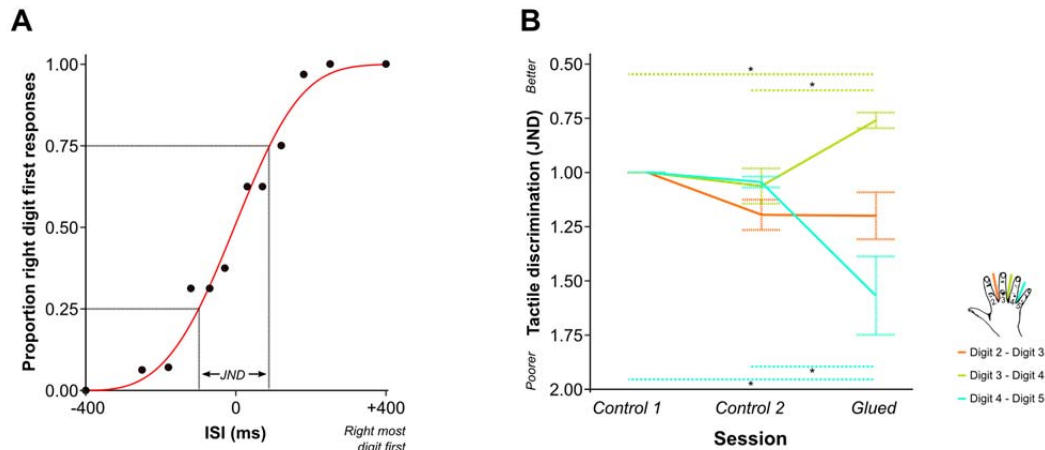 A
Proportion right digit first responses
1.00
0.75
0.50
0.25
0.00
JND
-400
0
+400
ISI (ms)
Right most
digit first
B
Tactile discrimination (JND)
Better
Poorer
0.50
0.75
1.00
1.25
1.50
1.75
2.00
*
*
*
*
Control 1
Control 2
Glued
Session
Digit 2 - Digit 3
Digit 3 - Digit 4
Digit 4 - Digit 5